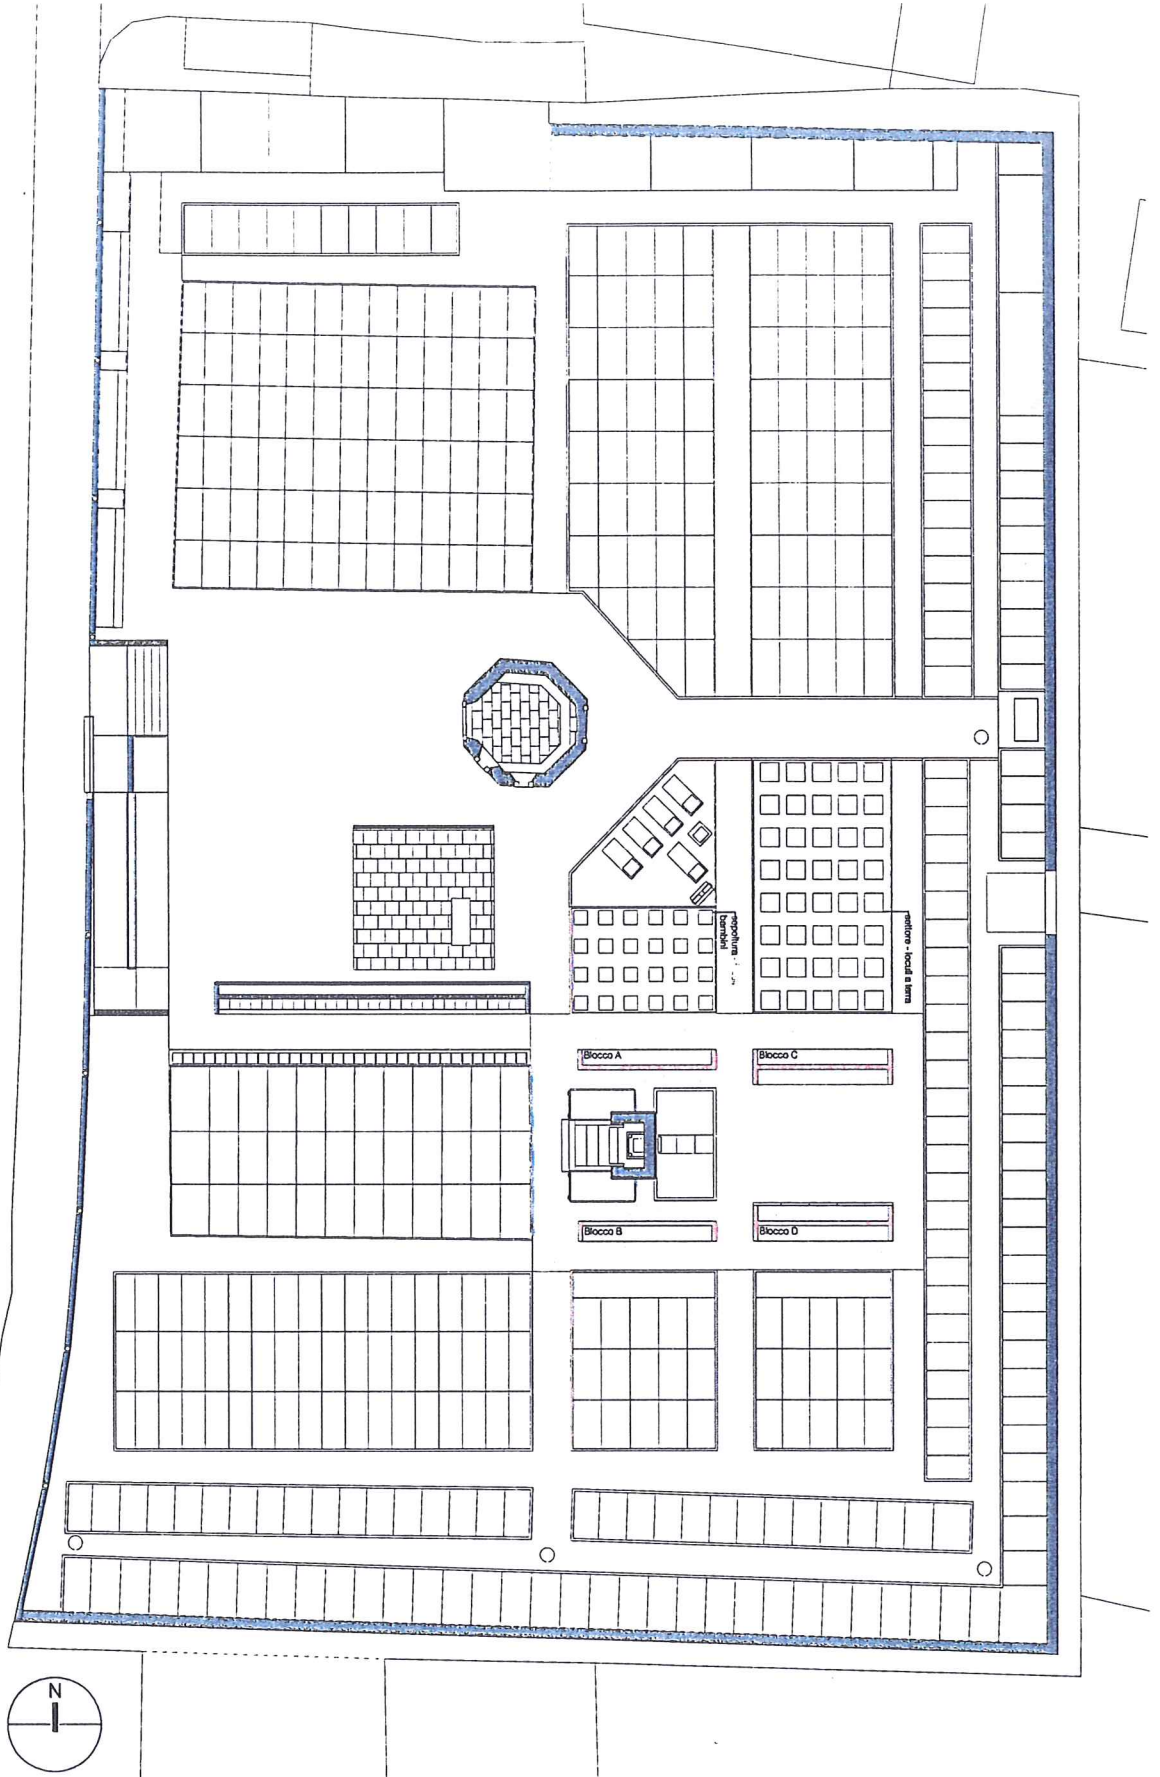 sepoltura
bambini
settore - loculi a terra
Blocco A
Blocco C
Blocco B
Blocco D
N